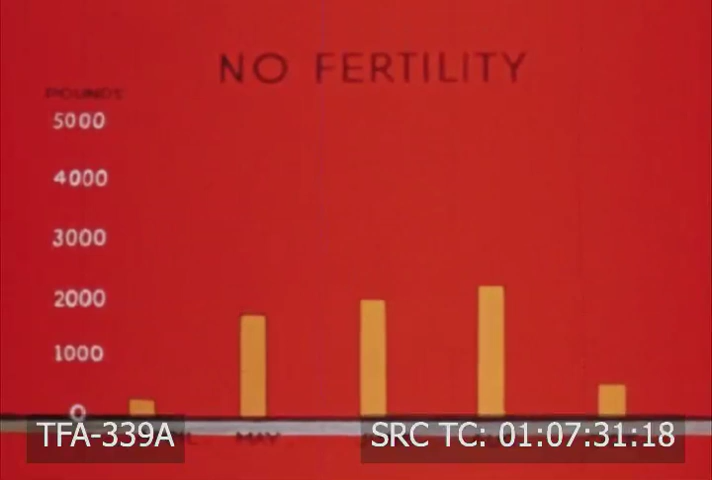 NO FERTILITY
POUNDS
5000
4000
3000
2000
1000
0
MAY
TFA-339A
SRC TC: 01:07:31:18